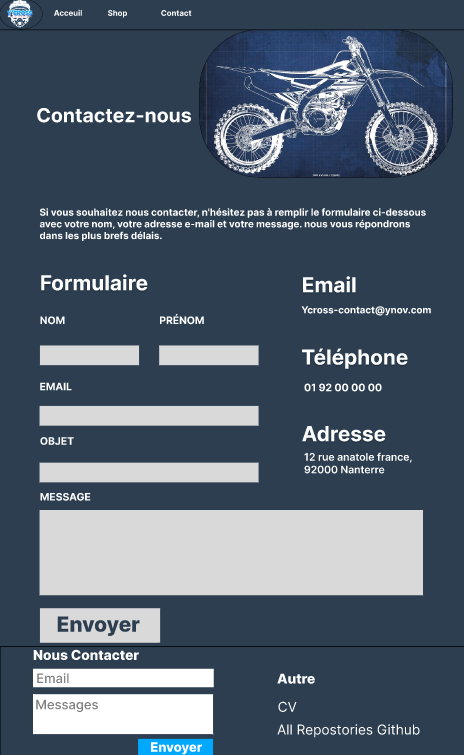 YCROSS
Acceuil Shop Contact
Contactez-nous
Si vous souhaitez nous contacter, n'hésitez pas à remplir le formulaire ci-dessous
avec votre nom, votre adresse e-mail et votre message. nous vous répondrons
dans les plus brefs délais.
Formulaire
NOM PRÉNOM
EMAIL
OBJET
MESSAGE
Envoyer
Email
Ycross-contact@ynov.com
Téléphone
01 92 00 00 00
Adresse
12 rue anatole france,
92000 Nanterre
Nous Contacter
Email
Messages
Envoyer
Autre
CV
All Repostories Github